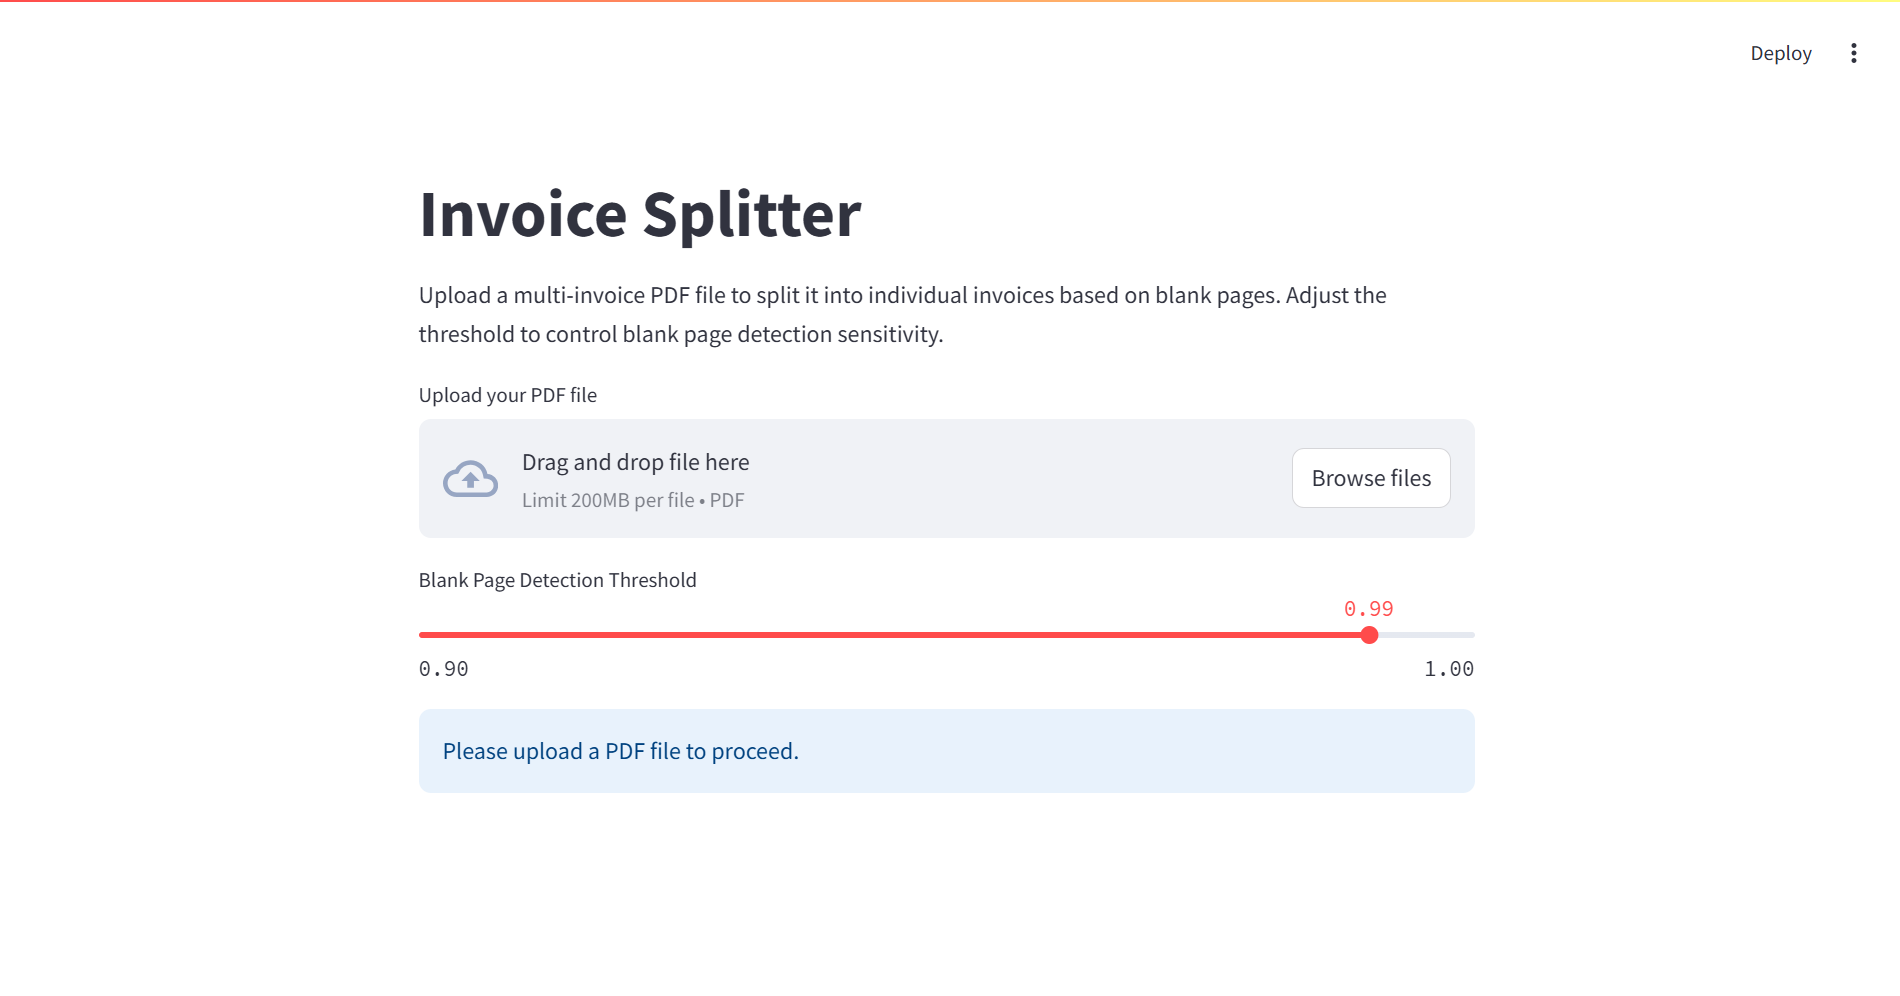 Deploy
Invoice Splitter
Upload a multi-invoice PDF file to split it into individual invoices based on blank pages. Adjust the
threshold to control blank page detection sensitivity.
Upload your PDF file
Drag and drop file here
Limit 200MB per file • PDF
Browse files
Blank Page Detection Threshold
0.99
0.90
1.00
Please upload a PDF file to proceed.